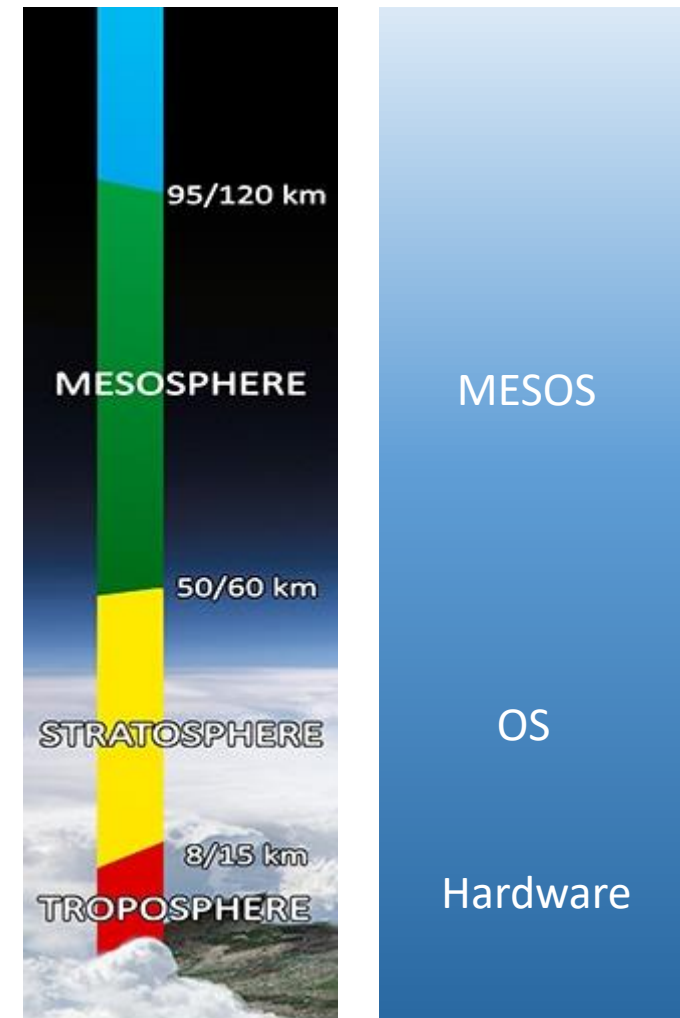 95/120 km
MESOSPHERE
50/60 km
STRATOSPHERE
8/15 km
TROPOSPHERE
MESOS
OS
Hardware